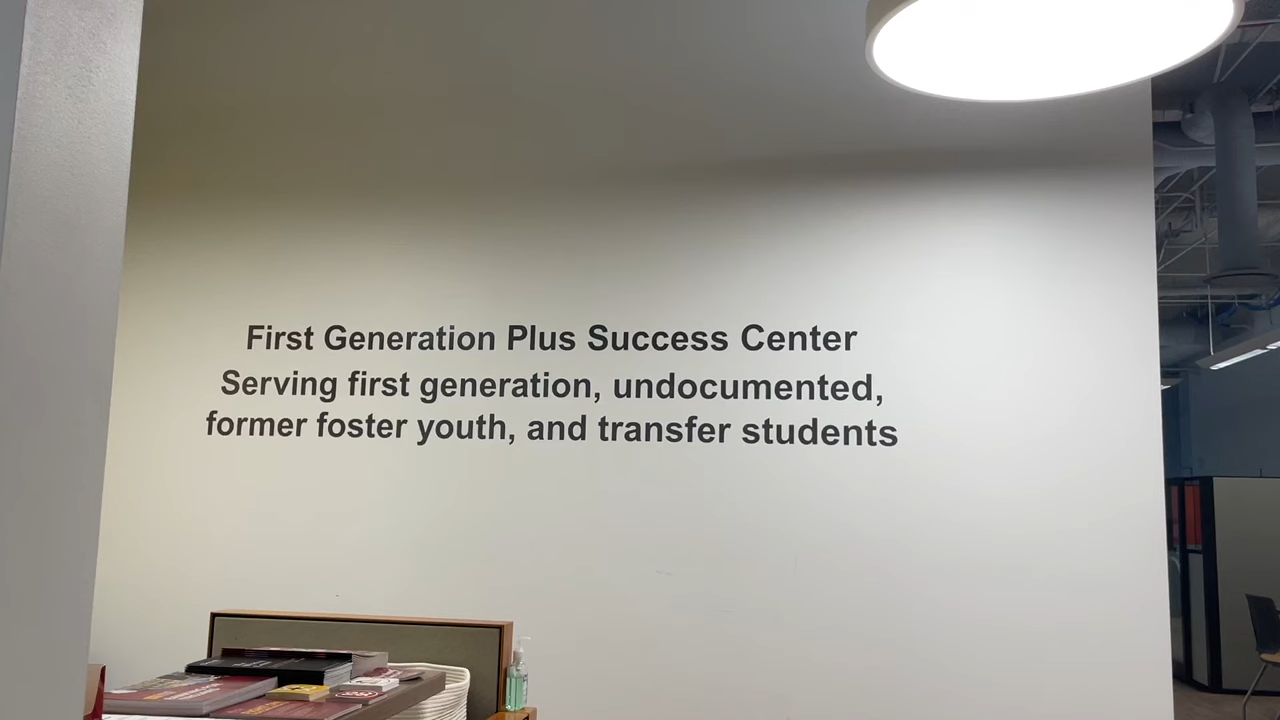 First Generation Plus Success Center
Serving first generation, undocumented,
former foster youth, and transfer students